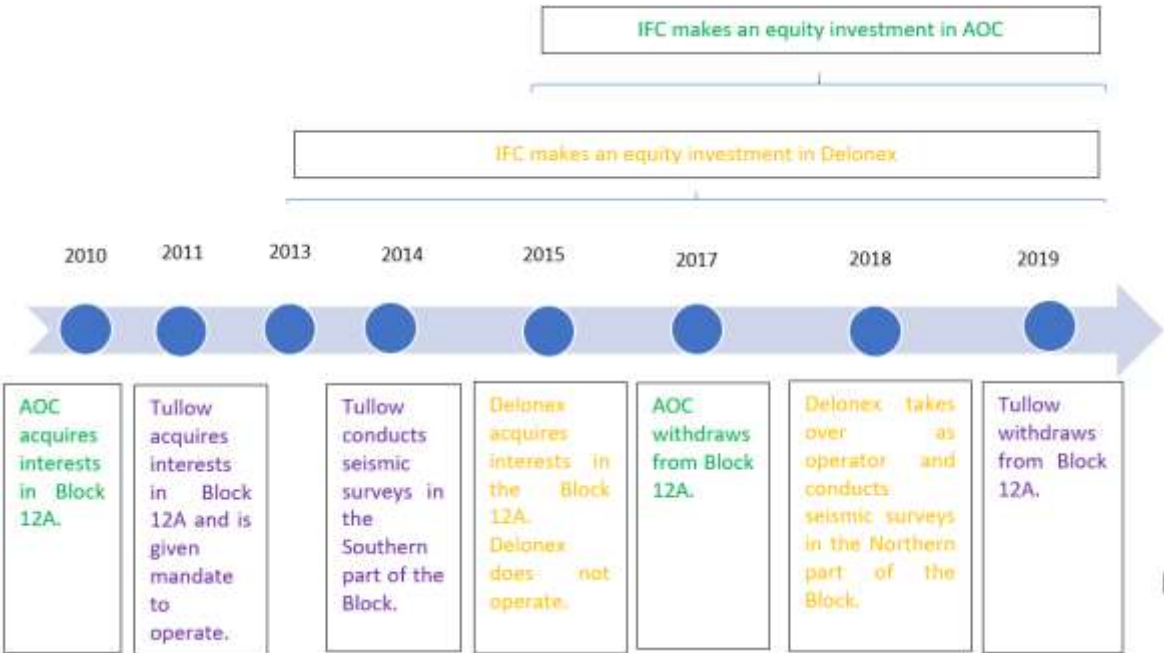 IFC makes an equity investment in AOC
IFC makes an equity investment in Delonex
2010
2011
2013
2014
2015
2017
2018
2019
AOC
acquires
interests
in Block
12A.
Tullow
acquires
interests
in Block
12A and is
given
mandate
to
operate.
Tullow
conducts
seismic
surveys in
the
Southern
part of the
Block.
Delonex
acquires
interests in
the Block
12A.
Delonex
does not
operate.
AOC
withdraws
from Block
12A.
Delonex takes
over as
operator and
conducts
seismic surveys
in the Northern
part of the
Block.
Tullow
withdraws
from Block
12A.